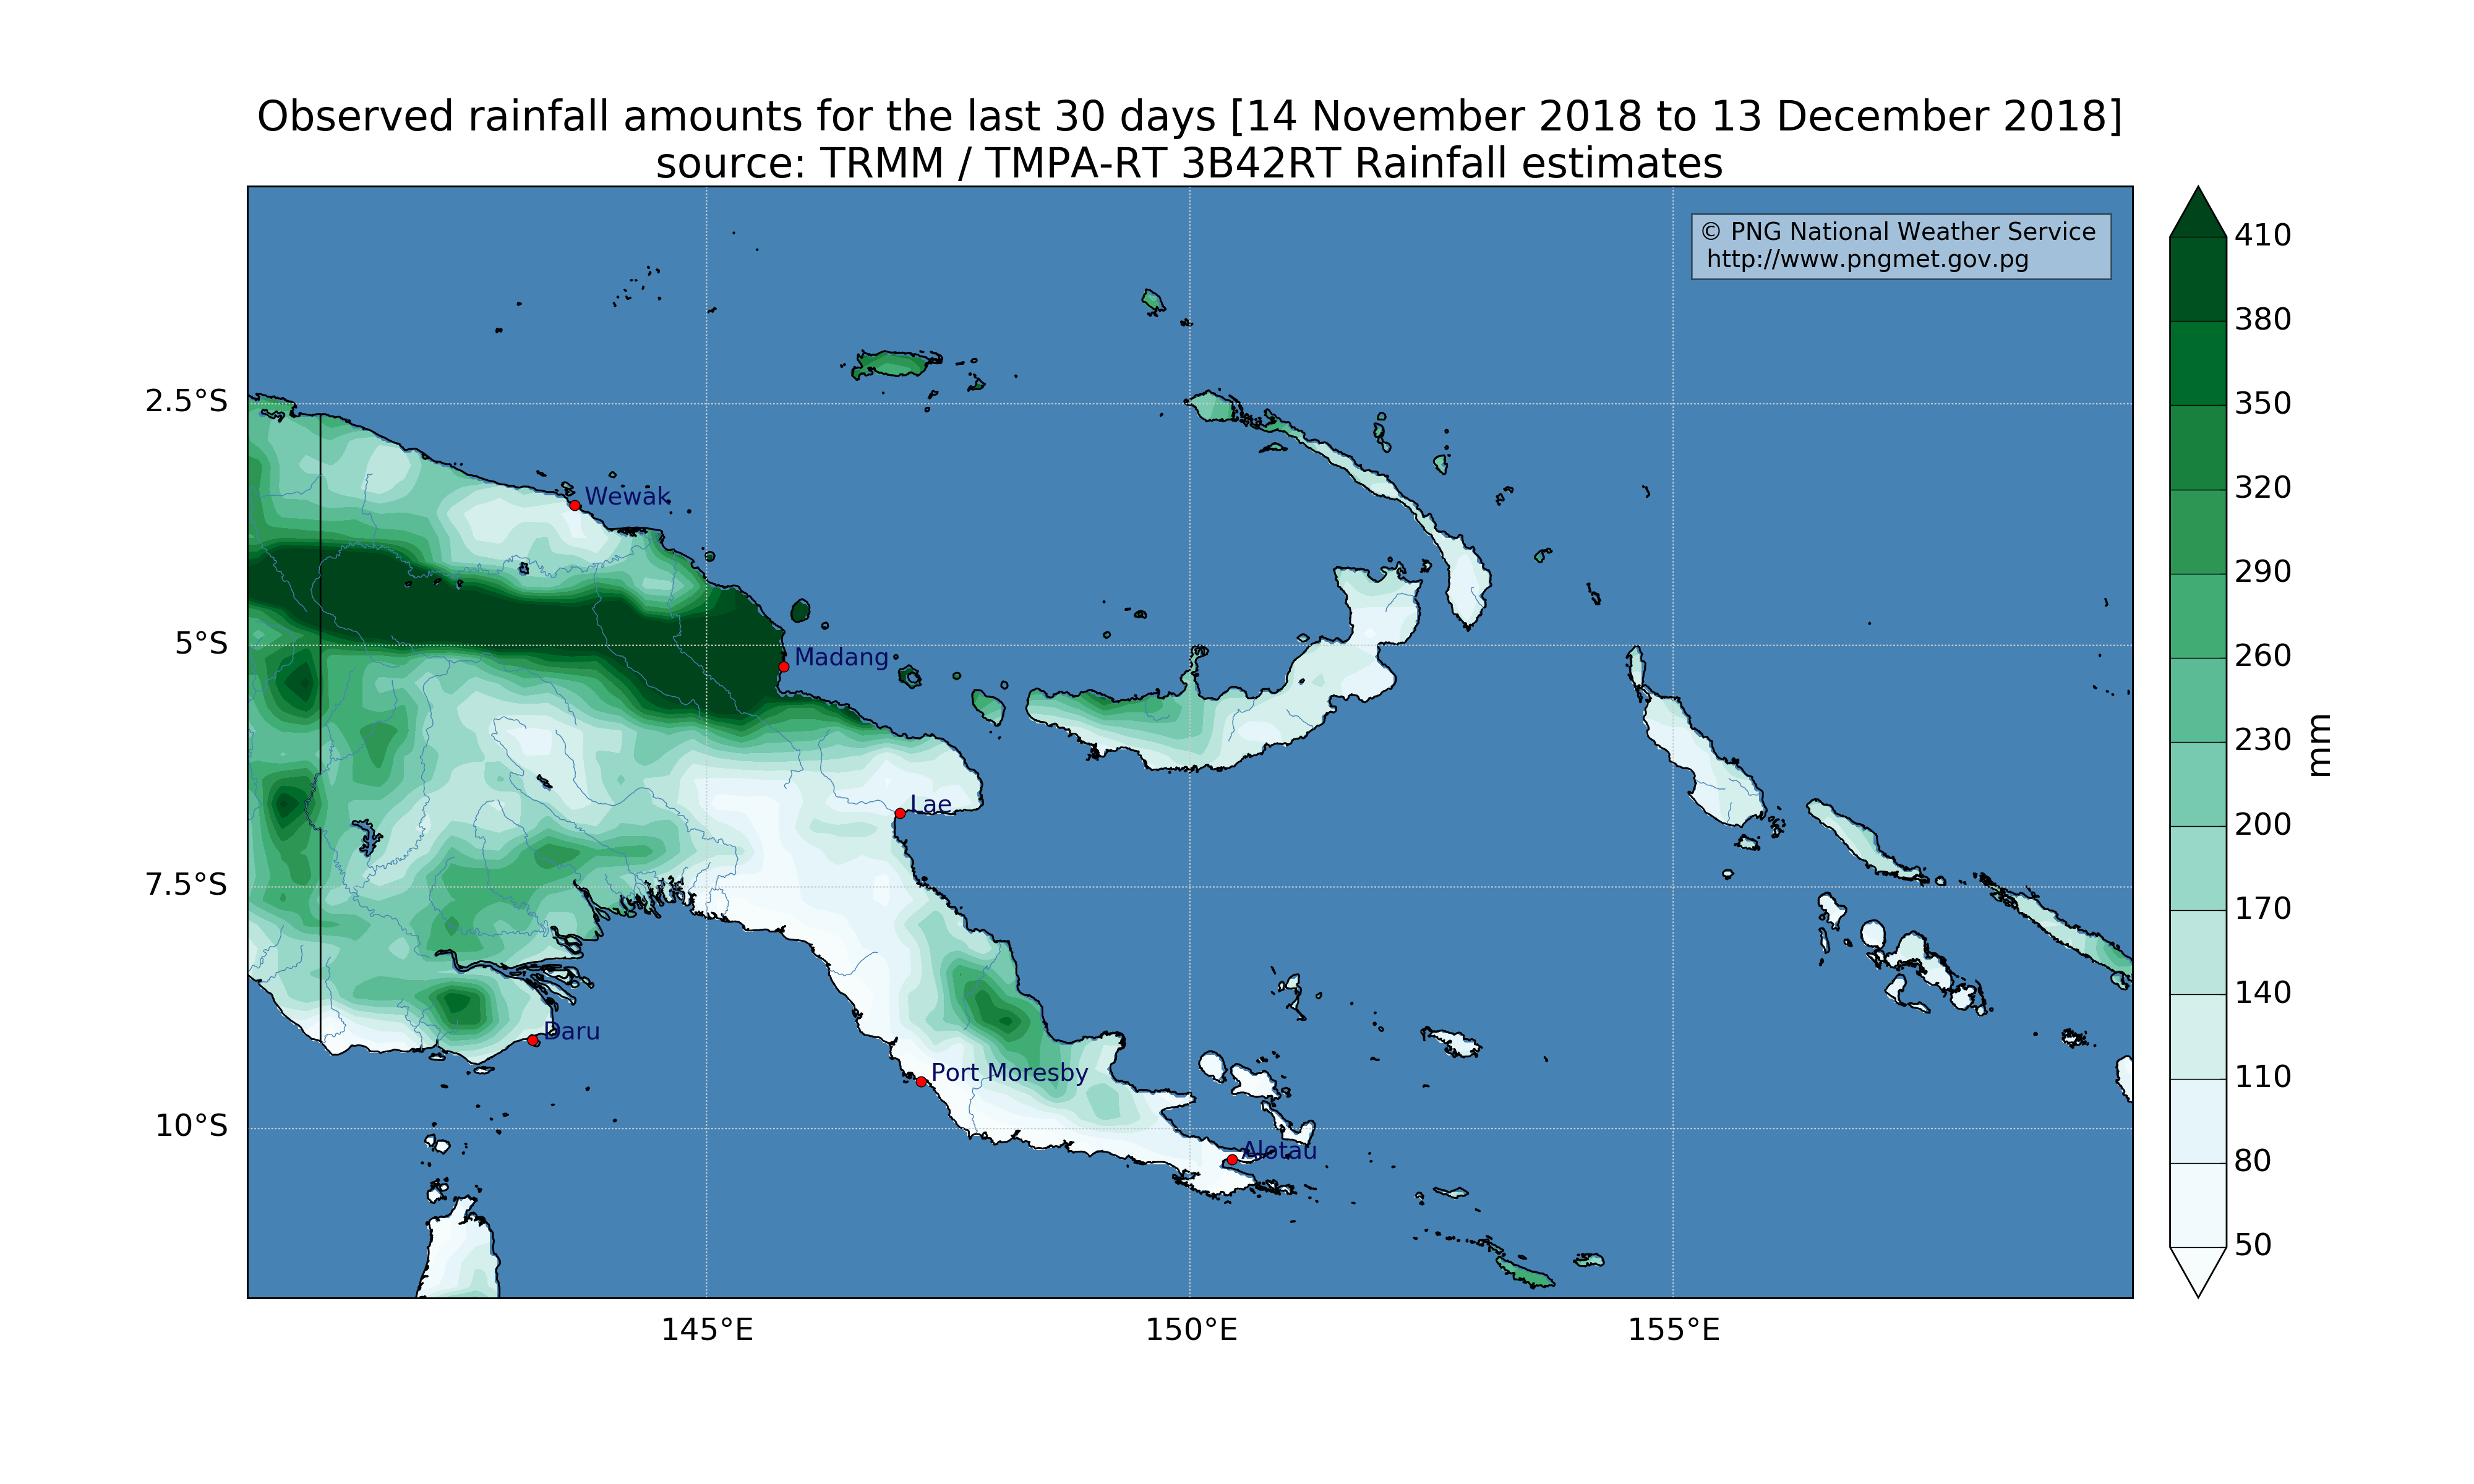 Observed rainfall amounts for the last 30 days [14 November 2018 to 13 December 2018]
source: TRMM / TMPA-RT 3B42RT Rainfall estimates
© PNG National Weather Service
http://www.pngmet.gov.pg
410
380
350
320
290
260
230
200
170
140
110
80
50
mm
2.5°S
5°S
7.5°S
10°S
Wewak
Madang
Lae
Daru
Port Moresby
Alotau
145°E
150°E
155°E